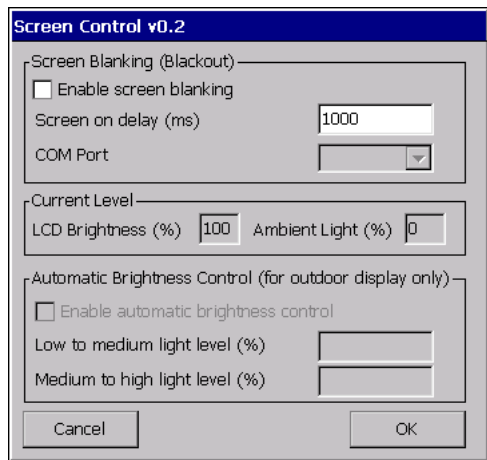 Screen Control v0.2
Screen Blanking (Blackout)
Enable screen blanking
Screen on delay (ms) 1000
COM Port
Current Level
LCD Brightness (%) 100 Ambient Light (%) 0
Automatic Brightness Control (for outdoor display only)
Enable automatic brightness control
Low to medium light level (%)
Medium to high light level (%)
Cancel OK